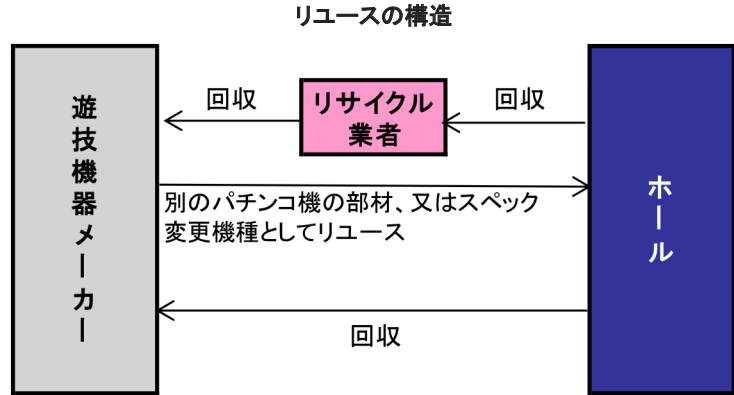 リユースの構造
遊技機器メーカー
回収
リサイクル
業者
回収
ホール
別のパチンコ機の部材、又はスペック
変更機種としてリユース
回収